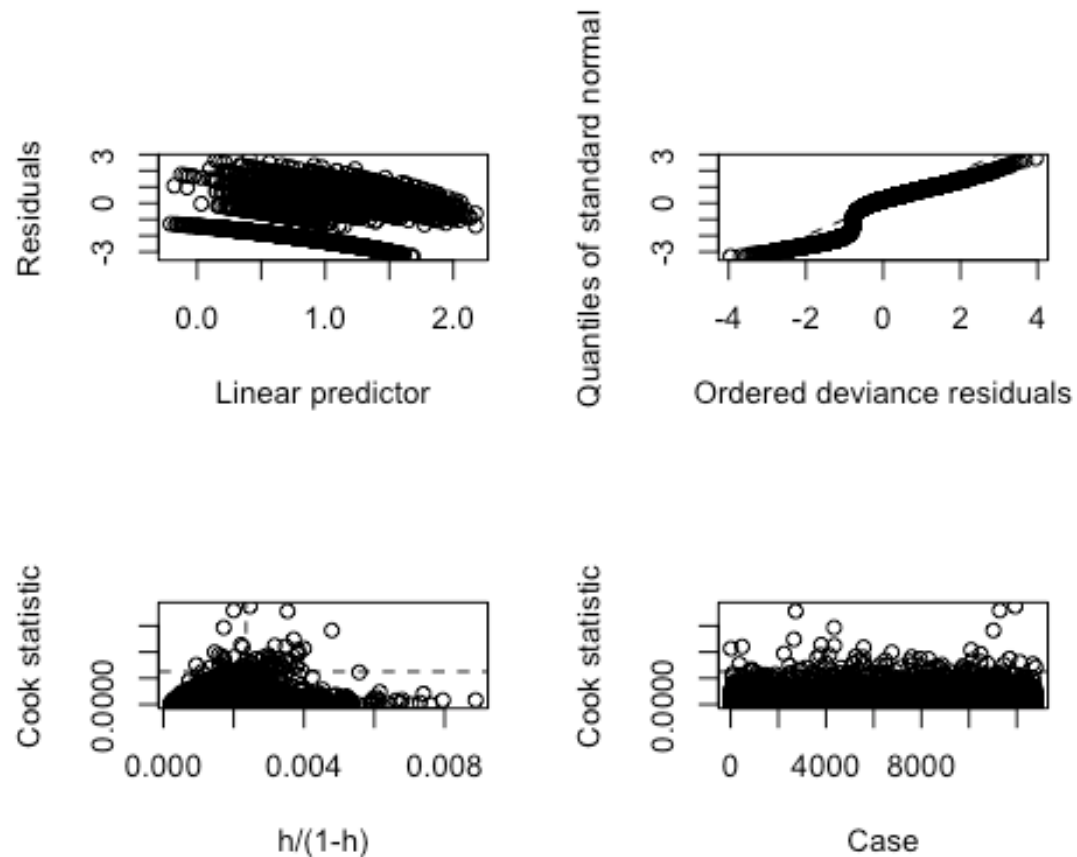 Residuals
3
0
-3
0.0 1.0 2.0
Linear predictor
Quantiles of standard normal
3
0
-3
-4 -2 0 2 4
Ordered deviance residuals
Cook statistic
0.0000
0.000 0.004 0.008
h/(1-h)
Cook statistic
0.0000
0 4000 8000
Case